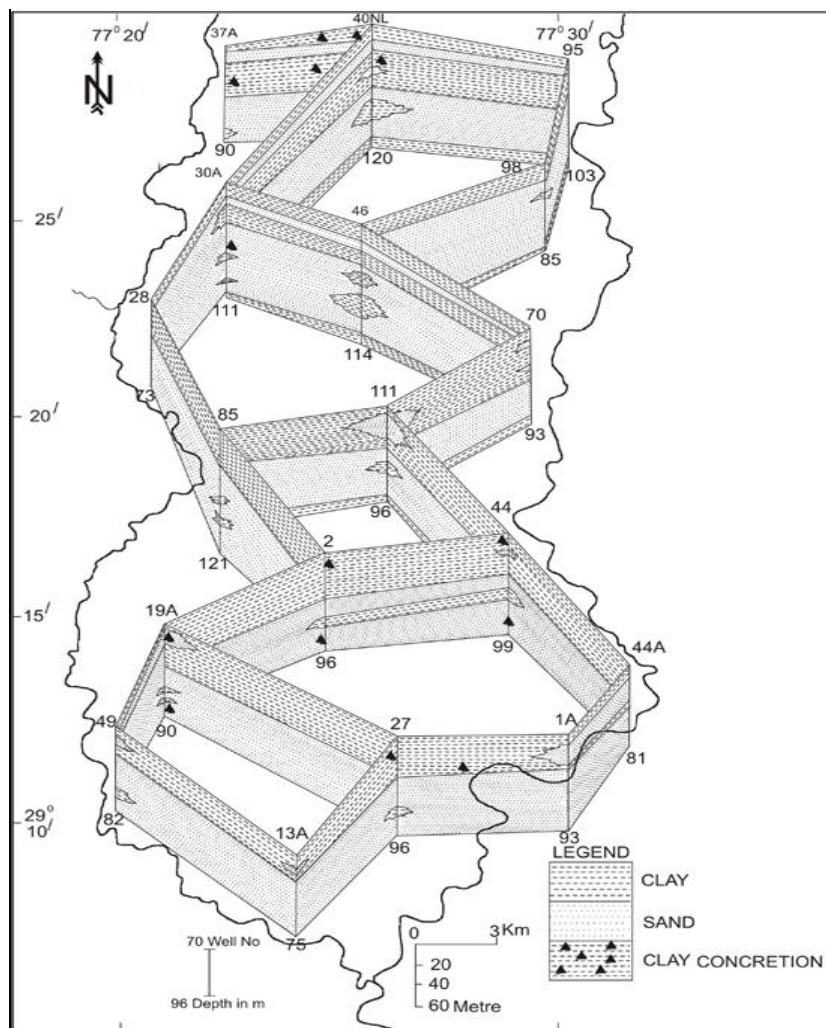 77° 20' 40NL 77° 30'
37A 95
N
90 120 98 103
30A
25' 46 85
28 111 70
114
73 111
20' 85 93
96 44
121 2
15' 19A 96 99
44A
49 90 27 1A 81
29°
10' 82 13A 96 93
LEGEND
CLAY
SAND
CLAY CONCRETION
75
70 Well No
96 Depth in m
0 3Km
20
40
60 Metre